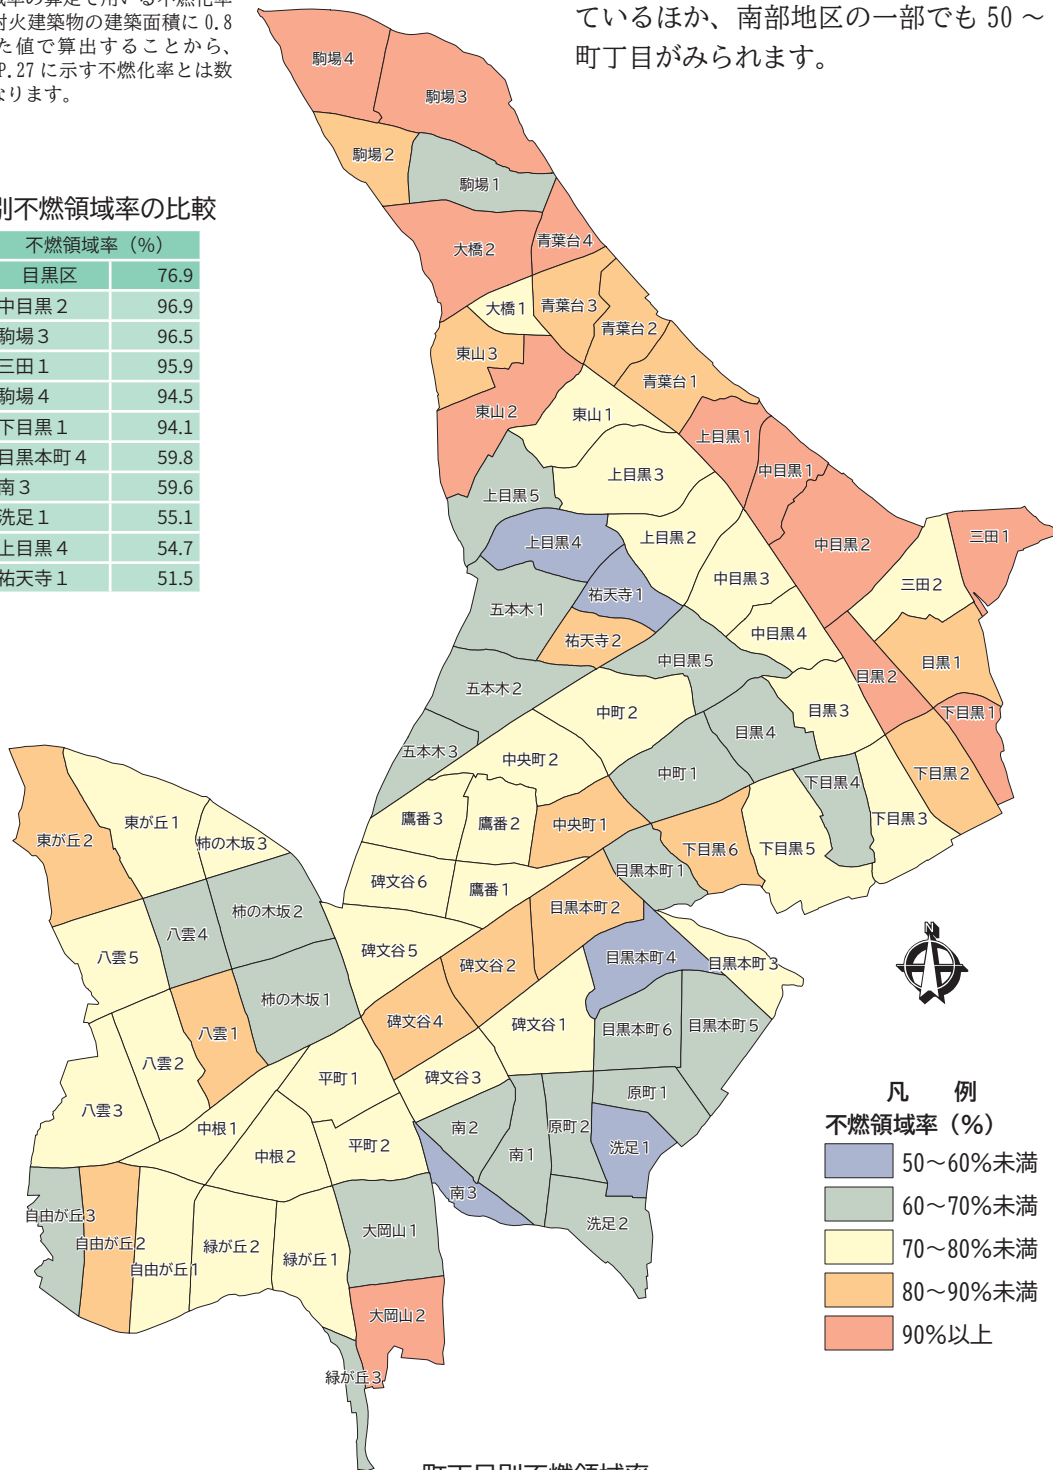 域率の算定で用いる不燃化率
耐火建築物の建築面積に 0.8
た値で算出することから、
P.27 に示す不燃化率とは数
なります。
ているほか、南部地区の一部でも 50 ～
町丁目がみられます。
別不燃領域率の比較
不燃領域率（%）
目黒区 76.9
中目黒２ 96.9
駒場３ 96.5
三田１ 95.9
駒場４ 94.5
下目黒１ 94.1
目黒本町４ 59.8
南３ 59.6
洗足１ 55.1
上目黒４ 54.7
祐天寺１ 51.5
駒場４
駒場３
駒場２
駒場１
大橋２
青葉台４
大橋１
青葉台３
青葉台２
東山３
青葉台１
東山２
東山１
上目黒１
上目黒３
中目黒１
上目黒５
上目黒４
上目黒２
中目黒２
三田１
中目黒３
三田２
祐天寺１
五本木１
祐天寺２
中目黒４
中目黒５
目黒１
目黒２
五本木２
中町２
目黒３
下目黒１
目黒４
五本木３
中央町２
中町１
下目黒２
下目黒４
鷹番３
鷹番２
中央町１
下目黒３
東が丘１
東が丘２
柿の木坂３
下目黒６
下目黒５
目黒本町１
碑文谷６
鷹番１
目黒本町２
柿の木坂２
八雲４
碑文谷５
八雲５
碑文谷２
目黒本町４
目黒本町３
柿の木坂１
碑文谷４
碑文谷１
目黒本町６
目黒本町５
八雲１
八雲２
平町１
碑文谷３
原町１
八雲３
中根１
南２
原町２
平町２
中根２
南１
洗足１
南３
自由が丘３
洗足２
大岡山１
自由が丘２
緑が丘２
緑が丘１
自由が丘１
大岡山２
緑が丘３
N
凡　例
不燃領域率（%）
50～60%未満
60～70%未満
70～80%未満
80～90%未満
90%以上